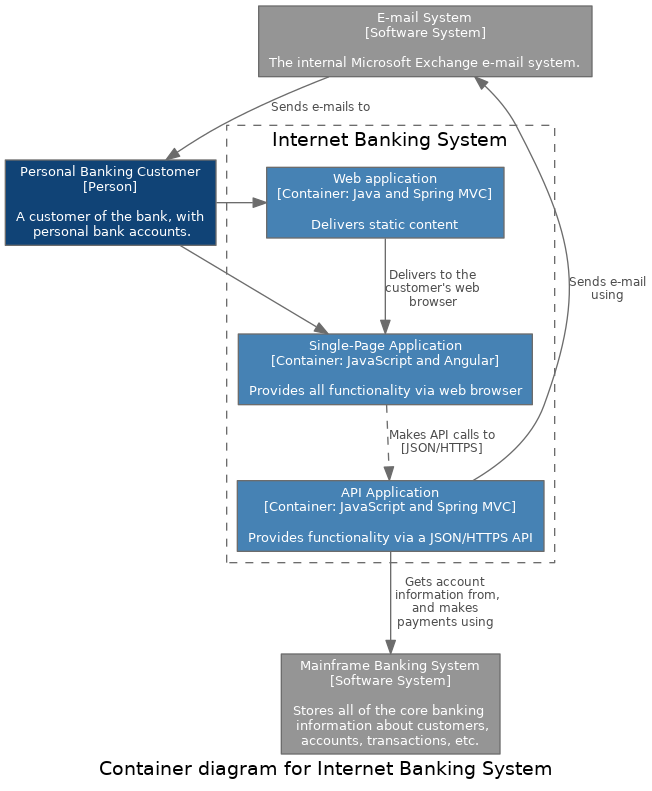 E-mail System
[Software System]
The internal Microsoft Exchange e-mail system.
Sends e-mails to
Internet Banking System
Personal Banking Customer
[Person]
A customer of the bank, with
personal bank accounts.
Web application
[Container: Java and Spring MVC]
Delivers static content
Delivers to the
customer's web
browser
Sends e-mail
using
Single-Page Application
[Container: JavaScript and Angular]
Provides all functionality via web browser
Makes API calls to
[JSON/HTTPS]
API Application
[Container: JavaScript and Spring MVC]
Provides functionality via a JSON/HTTPS API
Gets account
information from,
and makes
payments using
Mainframe Banking System
[Software System]
Stores all of the core banking
information about customers,
accounts, transactions, etc.
Container diagram for Internet Banking System